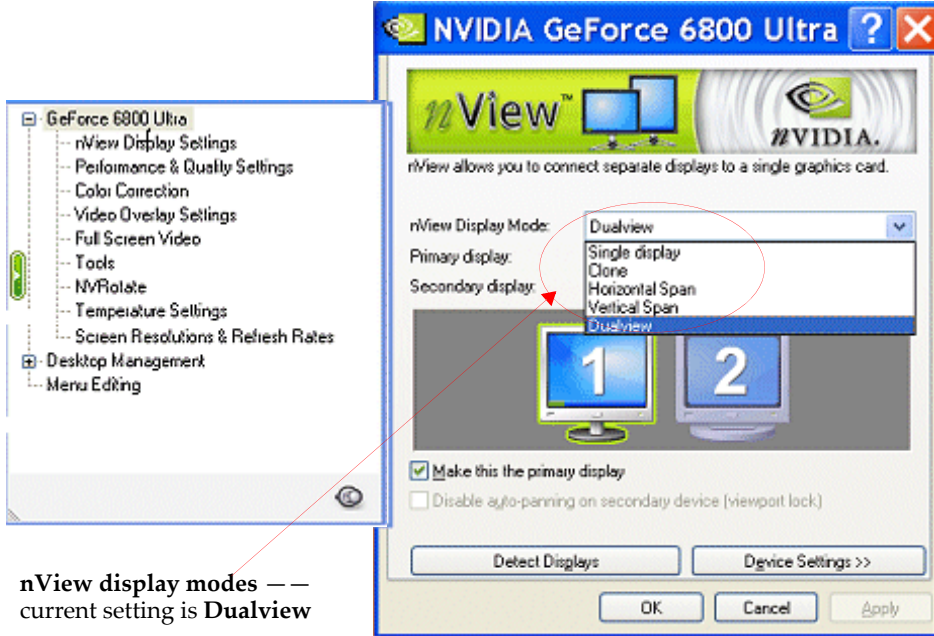 NVIDIA GeForce 6800 Ultra
nView™
nVIDIA.
nView allows you to connect separate displays to a single graphics card.
nView Display Mode:
Dualview
Primary display:
Secondary display:
Single display
Clone
Horizontal Span
Vertical Span
Dualview
1
2
Make this the primary display
Disable auto-panning on secondary device (viewport lock)
Detect Displays
Device Settings >>
OK
Cancel
Apply
GeForce 6800 Ultra
nView Display Settings
Performance & Quality Settings
Color Correction
Video Overlay Settings
Full Screen Video
Tools
NVRotate
Temperature Settings
Screen Resolutions & Refresh Rates
Desktop Management
Menu Editing
nView display modes ——
current setting is Dualview